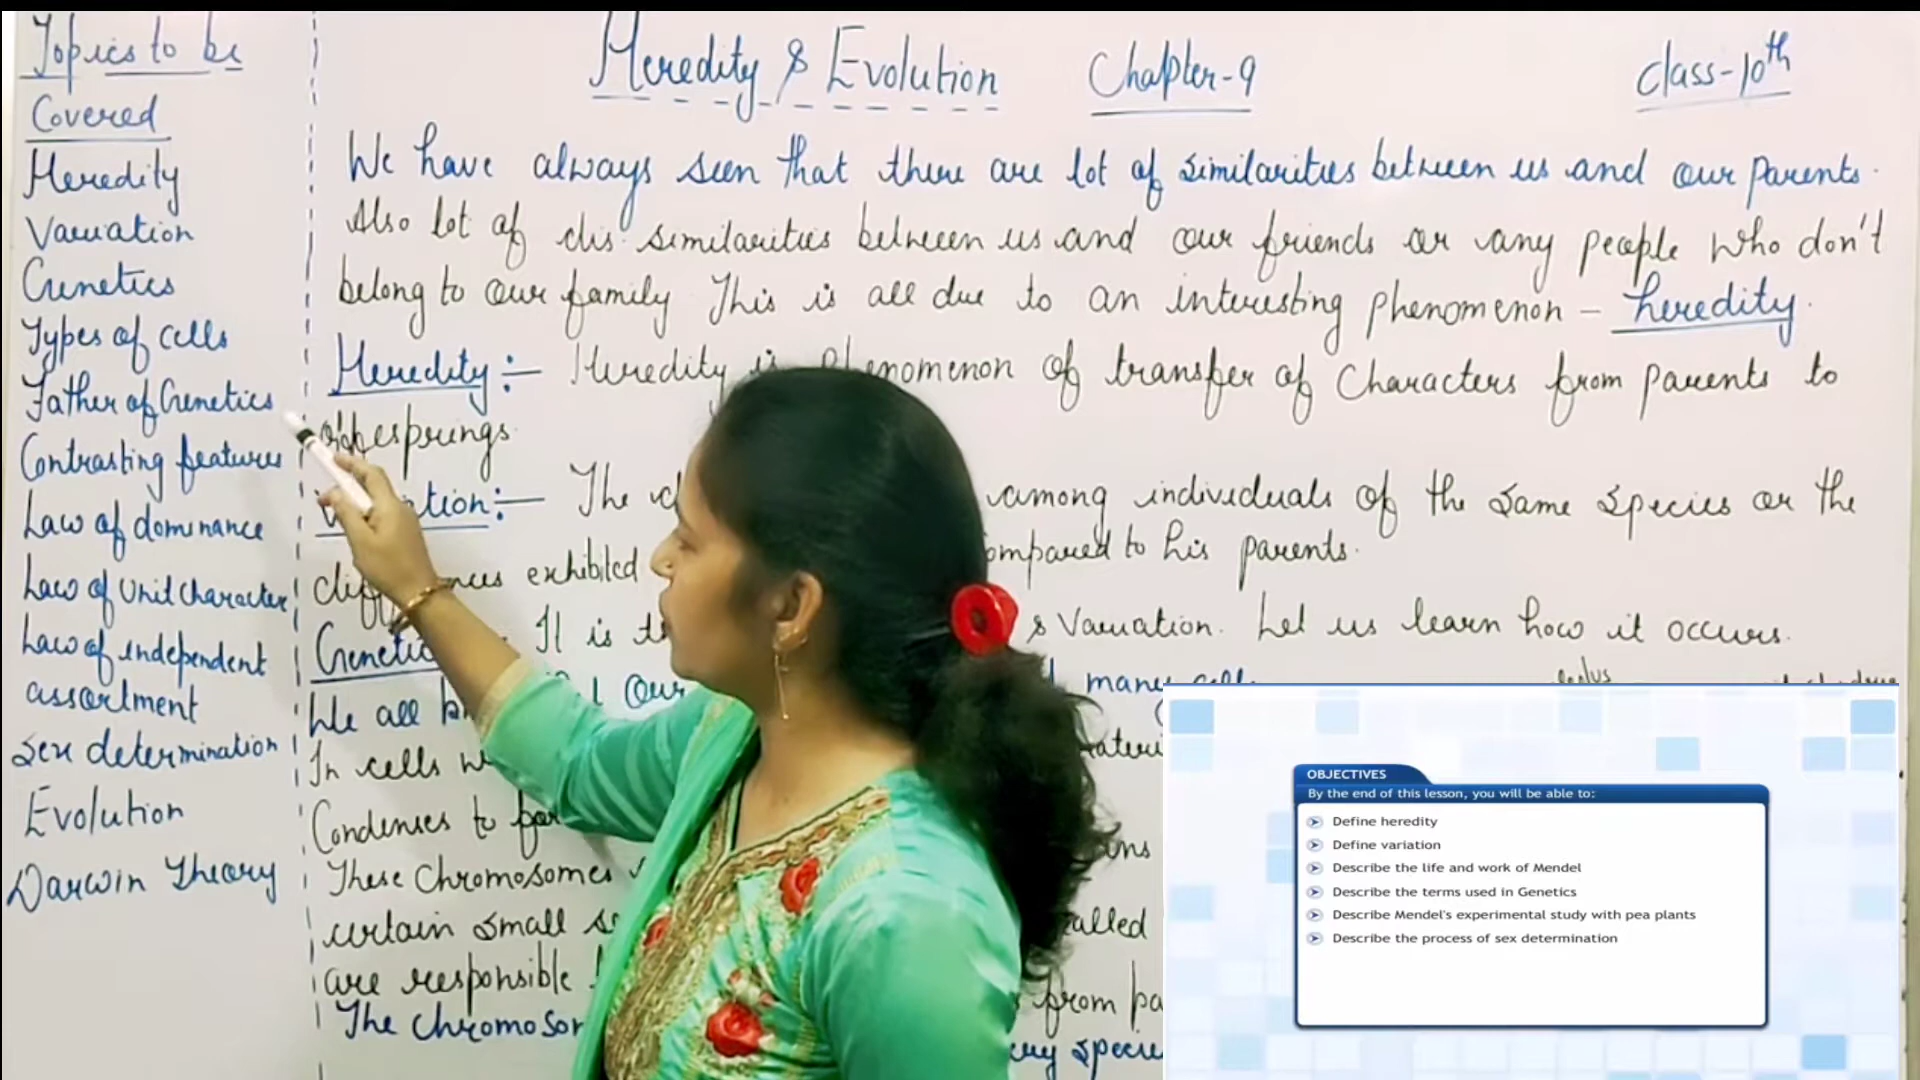 Topics to be
Covered
Heredity
Variation
Genetics
Types of cells
Father of Genetics
Contrasting features
Law of dominance
Law of Unit character
Law of independent
assortment
Sex determination
Evolution
Darwin Theory
Heredity & Evolution Chapter-9 Class-10th
We have always seen that there are lot of similarities between us and our parents.
Also lot of dis-similarities between us and our friends or any people who don't
belong to our family This is all due to an interesting phenomenon - heredity.
Heredity :- Heredity is phenomenon of transfer of characters from parents to
:- The among individuals of the same species or the
exhibited compared to his parents.
It is & Variation. Let us learn how it occurs.
We all our many cells
In cells
Condenses to
These Chromosomes
certain small called
are responsible from
The
OBJECTIVES
By the end of this lesson, you will be able to:
Define heredity
Define variation
Describe the life and work of Mendel
Describe the terms used in Genetics
Describe Mendel's experimental study with pea plants
Describe the process of sex determination